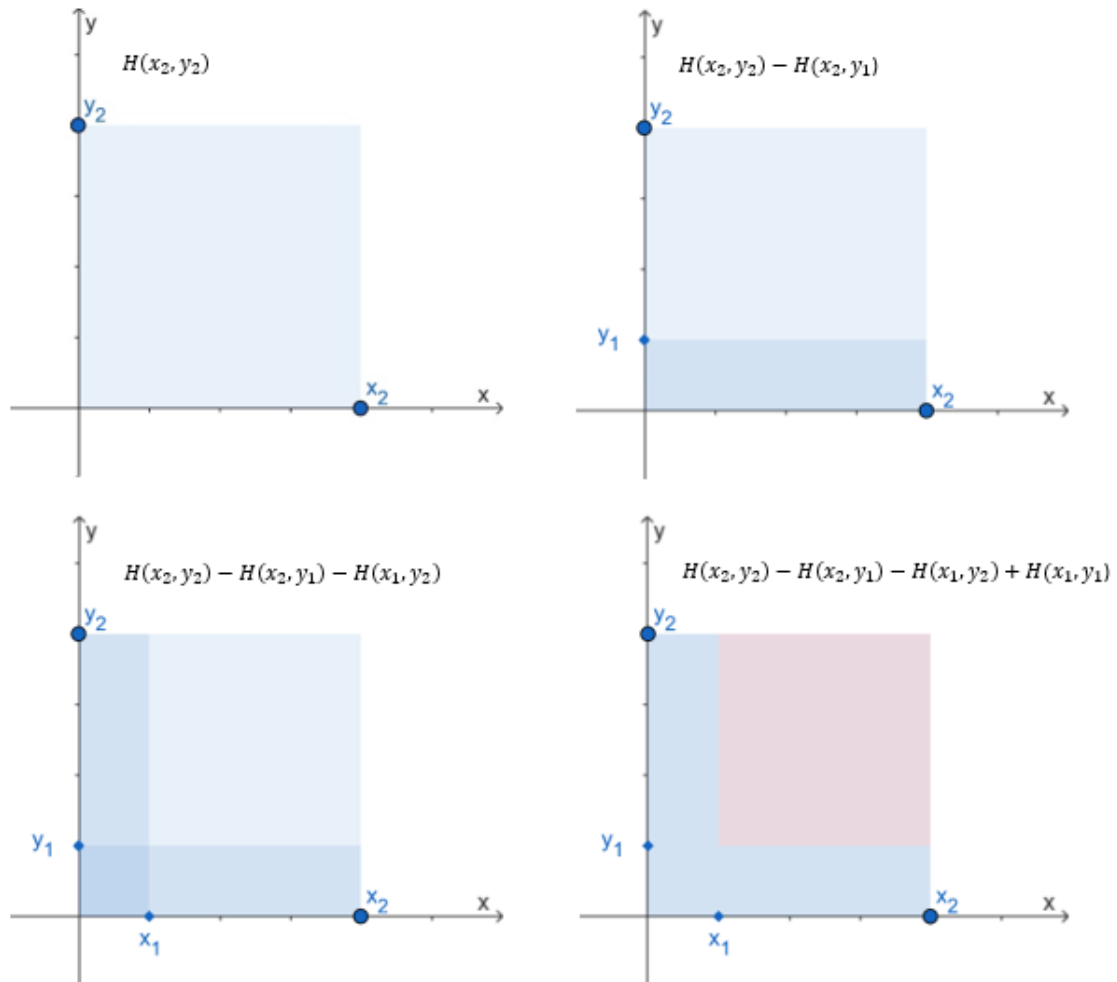 y
H(x₂, y₂)
y₂
x₂
x
y
H(x₂, y₂) − H(x₂, y₁)
y₂
y₁
x₂
x
y
H(x₂, y₂) − H(x₂, y₁) − H(x₁, y₂)
y₂
y₁
x₂
x
x₁
y
H(x₂, y₂) − H(x₂, y₁) − H(x₁, y₂) + H(x₁, y₁)
y₂
y₁
x₂
x
x₁